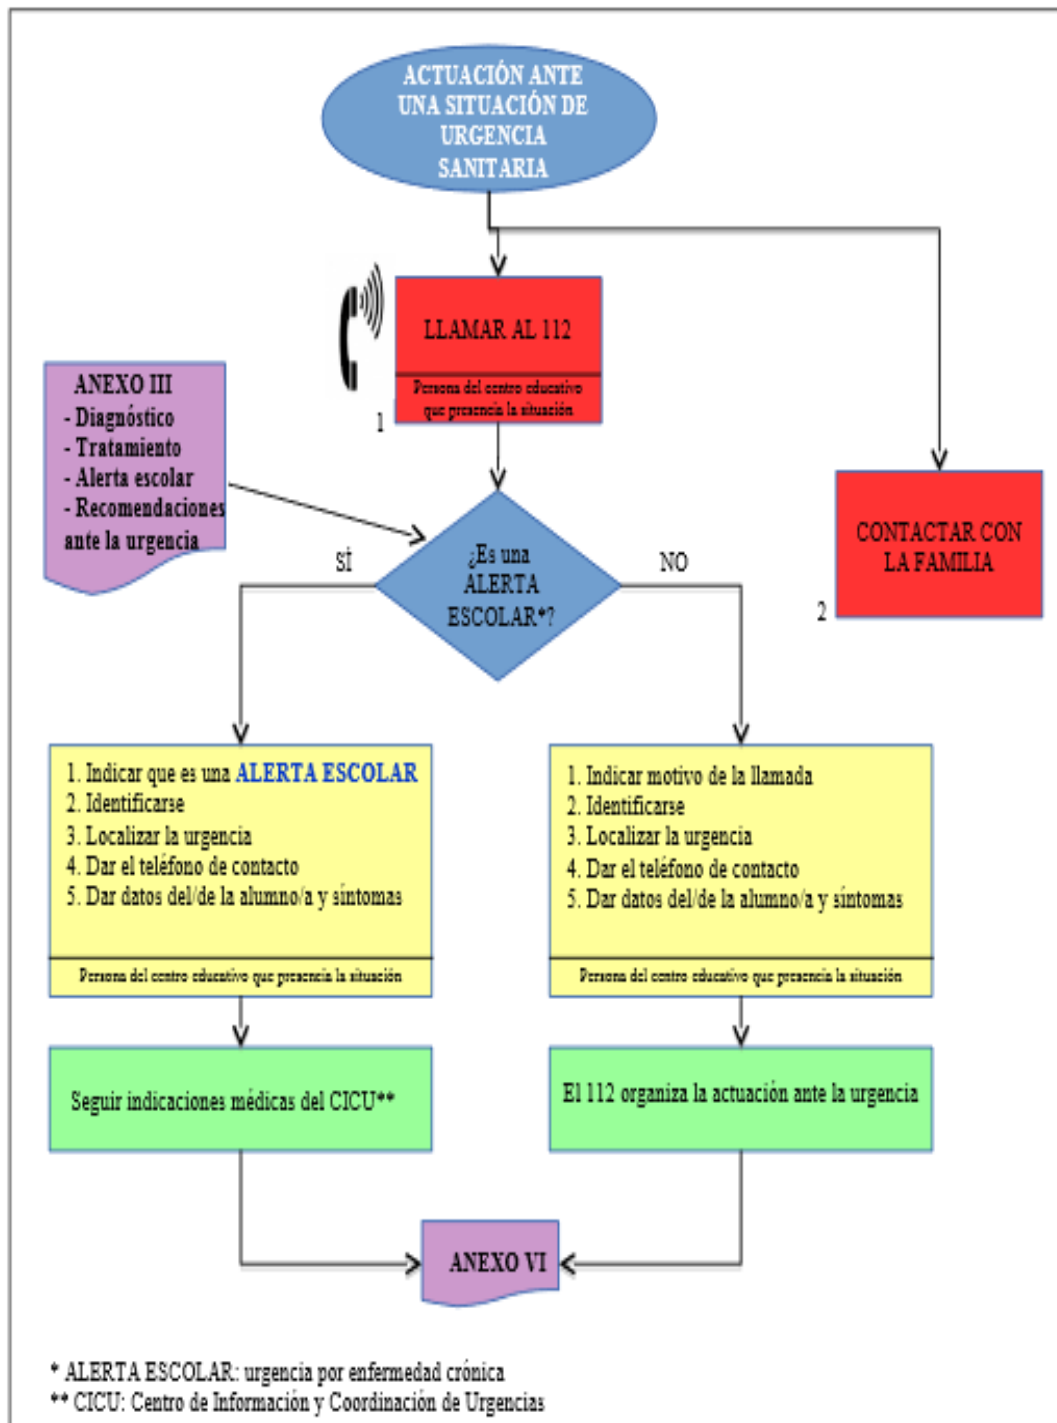 ACTUACIÓN ANTE
UNA SITUACIÓN DE
URGENCIA
SANITARIA
LLAMAR AL 112
Persona del centro educativo
que presencia la situación
1
ANEXO III
- Diagnóstico
- Tratamiento
- Alerta escolar
- Recomendaciones
ante la urgencia
CONTACTAR CON
LA FAMILIA
2
¿Es una
ALERTA
ESCOLAR*?
SÍ
NO
1. Indicar que es una ALERTA ESCOLAR
2. Identificarse
3. Localizar la urgencia
4. Dar el teléfono de contacto
5. Dar datos del/de la alumno/a y síntomas
Persona del centro educativo que presencia la situación
1. Indicar motivo de la llamada
2. Identificarse
3. Localizar la urgencia
4. Dar el teléfono de contacto
5. Dar datos del/de la alumno/a y síntomas
Persona del centro educativo que presencia la situación
Seguir indicaciones médicas del CICU**
El 112 organiza la actuación ante la urgencia
ANEXO VI
* ALERTA ESCOLAR: urgencia por enfermedad crónica
** CICU: Centro de Información y Coordinación de Urgencias